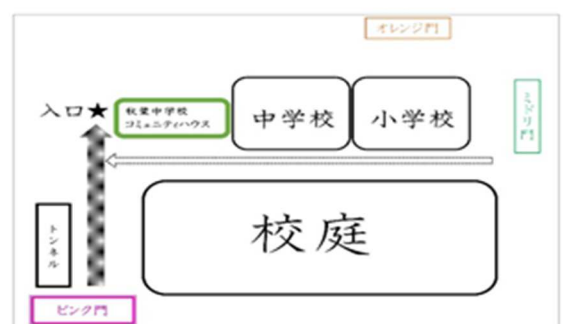 オレンジ門
入口★
秋葉中学校
コミュニティハウス
中学校
小学校
ミドリ門
校庭
トンネル
ピンク門